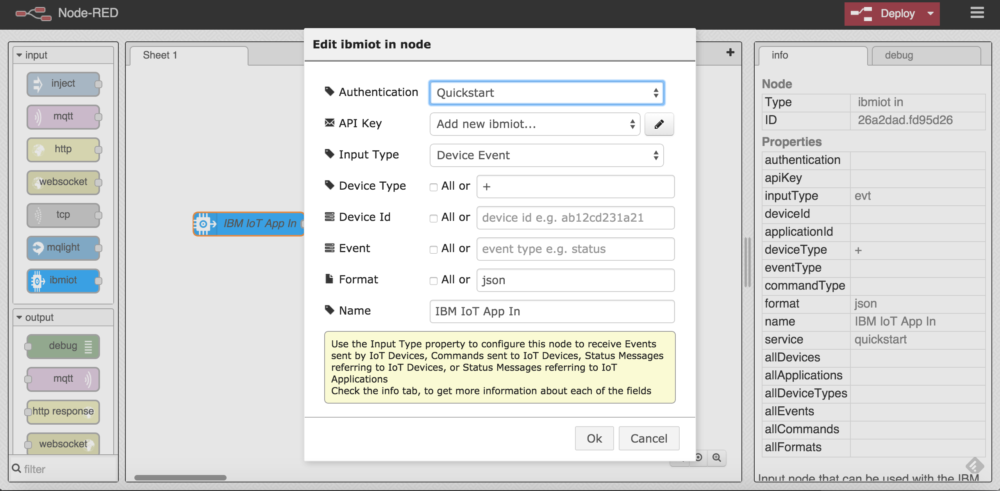 Node-RED
Deploy
input
inject
mqtt
http
websocket
tcp
mqlight
ibmiot
output
debug
mqtt
http response
websocket
filter
Sheet 1
+
IBM IoT App In
Edit ibmiot in node
Authentication Quickstart
API Key Add new ibmiot...
Input Type Device Event
Device Type All or +
Device Id All or device id e.g. ab12cd231a21
Event All or event type e.g. status
Format All or json
Name IBM IoT App In
Use the Input Type property to configure this node to receive Events
sent by IoT Devices, Commands sent to IoT Devices, Status Messages
referring to IoT Devices, or Status Messages referring to IoT
Applications
Check the info tab, to get more information about each of the fields
Ok Cancel
info debug
Node
Type ibmiot in
ID 26a2dad.fd95d26
Properties
authentication
apiKey
inputType evt
deviceId
applicationId
deviceType +
eventType
commandType
format json
name IBM IoT App In
service quickstart
allDevices
allApplications
allDeviceTypes
allEvents
allCommands
allFormats
Input node that can be used with the IBM